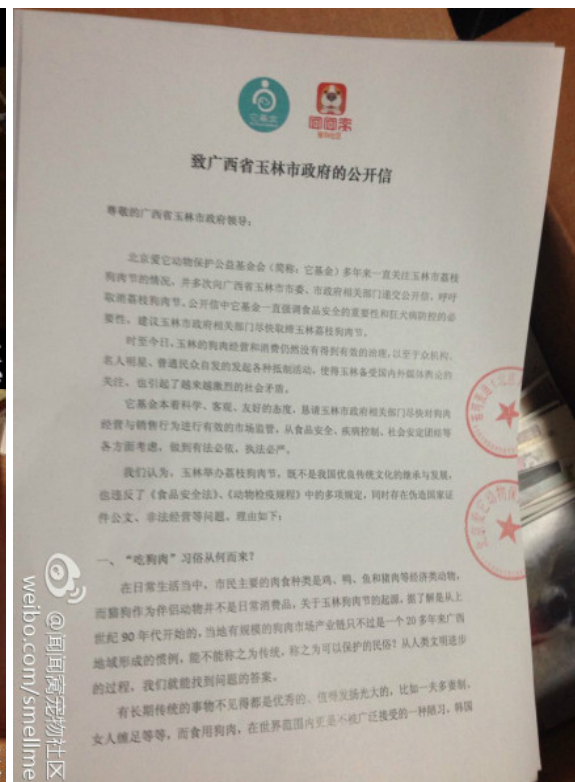 它基金
闻闻窝
致广西省玉林市政府的公开信
尊敬的广西省玉林市政府领导:
北京爱它动物保护公益基金会(简称:它基金)多年来一直关注玉林市荔枝
狗肉节的情况,并多次向广西省玉林市市委、市政府相关部门递交公开信,呼吁
取消荔枝狗肉节。公开信中它基金一直强调食品安全的重要性和狂犬病防控的必
要性,建议玉林市政府相关部门尽快取缔玉林荔枝狗肉节。
时至今日,玉林的狗肉经营和消费仍然没有得到有效的治理,以至于众机构、
名人明星、普通民众自发的发起各种抵制活动,使得玉林备受国内外媒体舆论的
关注,也引起了越来越激烈的社会矛盾。
它基金本着科学、客观、友好的态度,恳请玉林市政府相关部门尽快对狗肉
经营与销售行为进行有效的市场监管,从食品安全、疾病控制、社会安定团结等
各方面考虑,做到有法必依,执法必严。
我们认为,玉林举办荔枝狗肉节,既不是我国优良传统文化的继承与发展,
也违反了《食品安全法》、《动物检疫规程》中的多项规定,同时存在伪造国家证
件公文、非法经营等问题。理由如下:
一、“吃狗肉”习俗从何而来?
在日常生活当中,市民主要的肉食种类是鸡、鸭、鱼和猪肉等经济类动物,
而猫狗作为伴侣动物并不是日常消费品。关于玉林狗肉节的起源,据了解是从上
世纪90年代开始的,当地有规模的狗肉市场产业链只不过是一个20多年来广西
地域形成的惯例,能不能称之为传统,称之为可以保护的民俗?从人类文明进步
的过程,我们就能找到问题的答案。
有长期传统的事物不见得都是优秀的、值得发扬光大的,比如一夫多妻制、
女人缠足等等,而食用狗肉,在世界范围内更是不被广泛接受的一种陋习,韩国
北京爱它动物保
@闻闻窝宠物社区
weibo.com/smellme